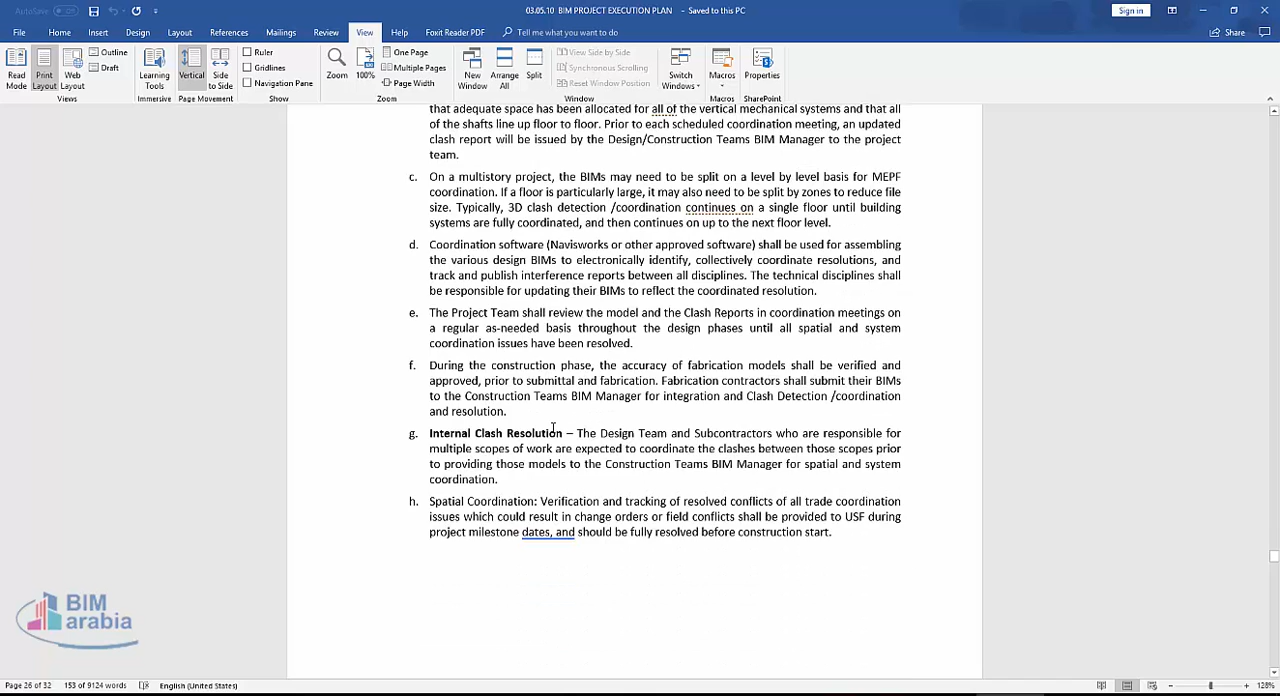 AutoSave Off
03.05.10 BIM PROJECT EXECUTION PLAN - Saved to this PC
Sign in
File Home Insert Design Layout References Mailings Review View Help Foxit Reader PDF Tell me what you want to do Share
Read Mode
Print Layout
Web Layout
Outline
Draft
Views
Learning Tools
Immersive
Vertical
Side to Side
Page Movement
Ruler
Gridlines
Navigation Pane
Show
Zoom
100%
One Page
Multiple Pages
Page Width
Zoom
New Window
Arrange All
Split
View Side by Side
Synchronous Scrolling
Reset Window Position
Window
Switch Windows
Macros
Macros
Properties
SharePoint
that adequate space has been allocated for all of the vertical mechanical systems and that all
of the shafts line up floor to floor. Prior to each scheduled coordination meeting, an updated
clash report will be issued by the Design/Construction Teams BIM Manager to the project
team.
c. On a multistory project, the BIMs may need to be split on a level by level basis for MEPF
coordination. If a floor is particularly large, it may also need to be split by zones to reduce file
size. Typically, 3D clash detection /coordination continues on a single floor until building
systems are fully coordinated, and then continues on up to the next floor level.
d. Coordination software (Navisworks or other approved software) shall be used for assembling
the various design BIMs to electronically identify, collectively coordinate resolutions, and
track and publish interference reports between all disciplines. The technical disciplines shall
be responsible for updating their BIMs to reflect the coordinated resolution.
e. The Project Team shall review the model and the Clash Reports in coordination meetings on
a regular as-needed basis throughout the design phases until all spatial and system
coordination issues have been resolved.
f. During the construction phase, the accuracy of fabrication models shall be verified and
approved, prior to submittal and fabrication. Fabrication contractors shall submit their BIMs
to the Construction Teams BIM Manager for integration and Clash Detection /coordination
and resolution.
g. Internal Clash Resolution – The Design Team and Subcontractors who are responsible for
multiple scopes of work are expected to coordinate the clashes between those scopes prior
to providing those models to the Construction Teams BIM Manager for spatial and system
coordination.
h. Spatial Coordination: Verification and tracking of resolved conflicts of all trade coordination
issues which could result in change orders or field conflicts shall be provided to USF during
project milestone dates, and should be fully resolved before construction start.
BIM
arabia
Page 26 of 32 153 of 9124 words English (United States) 128%